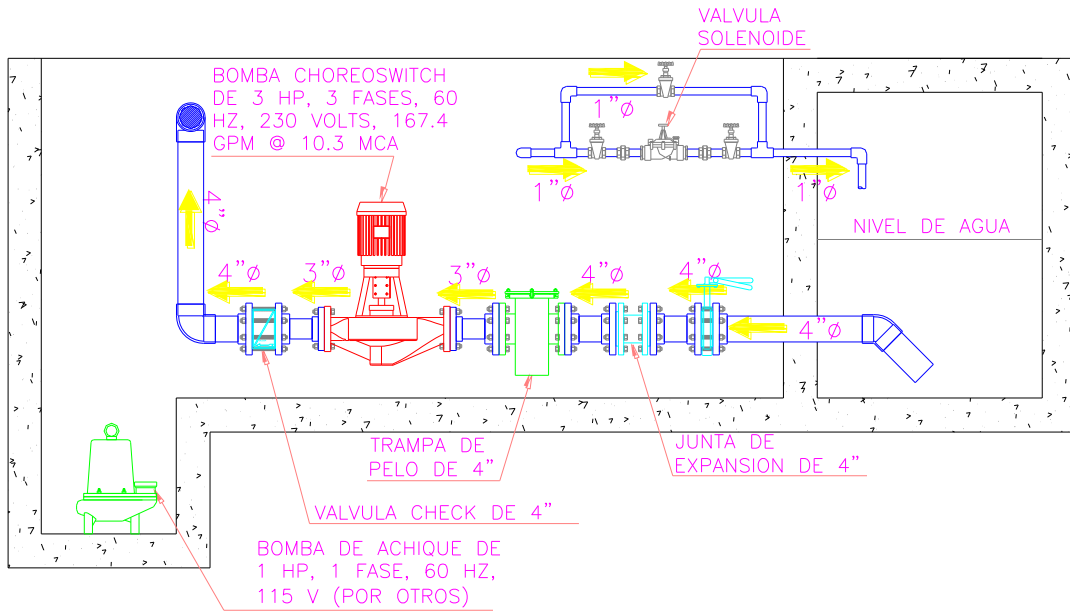 VALVULA
SOLENOIDE
BOMBA CHOREOSWITCH
DE 3 HP, 3 FASES, 60
HZ, 230 VOLTS, 167.4
GPM @ 10.3 MCA
1"ø
1"ø
1"ø
4"ø
NIVEL DE AGUA
4"ø
3"ø
3"ø
4"ø
4"ø
4"ø
TRAMPA DE
PELO DE 4"
JUNTA DE
EXPANSION DE 4"
VALVULA CHECK DE 4"
BOMBA DE ACHIQUE DE
1 HP, 1 FASE, 60 HZ,
115 V (POR OTROS)